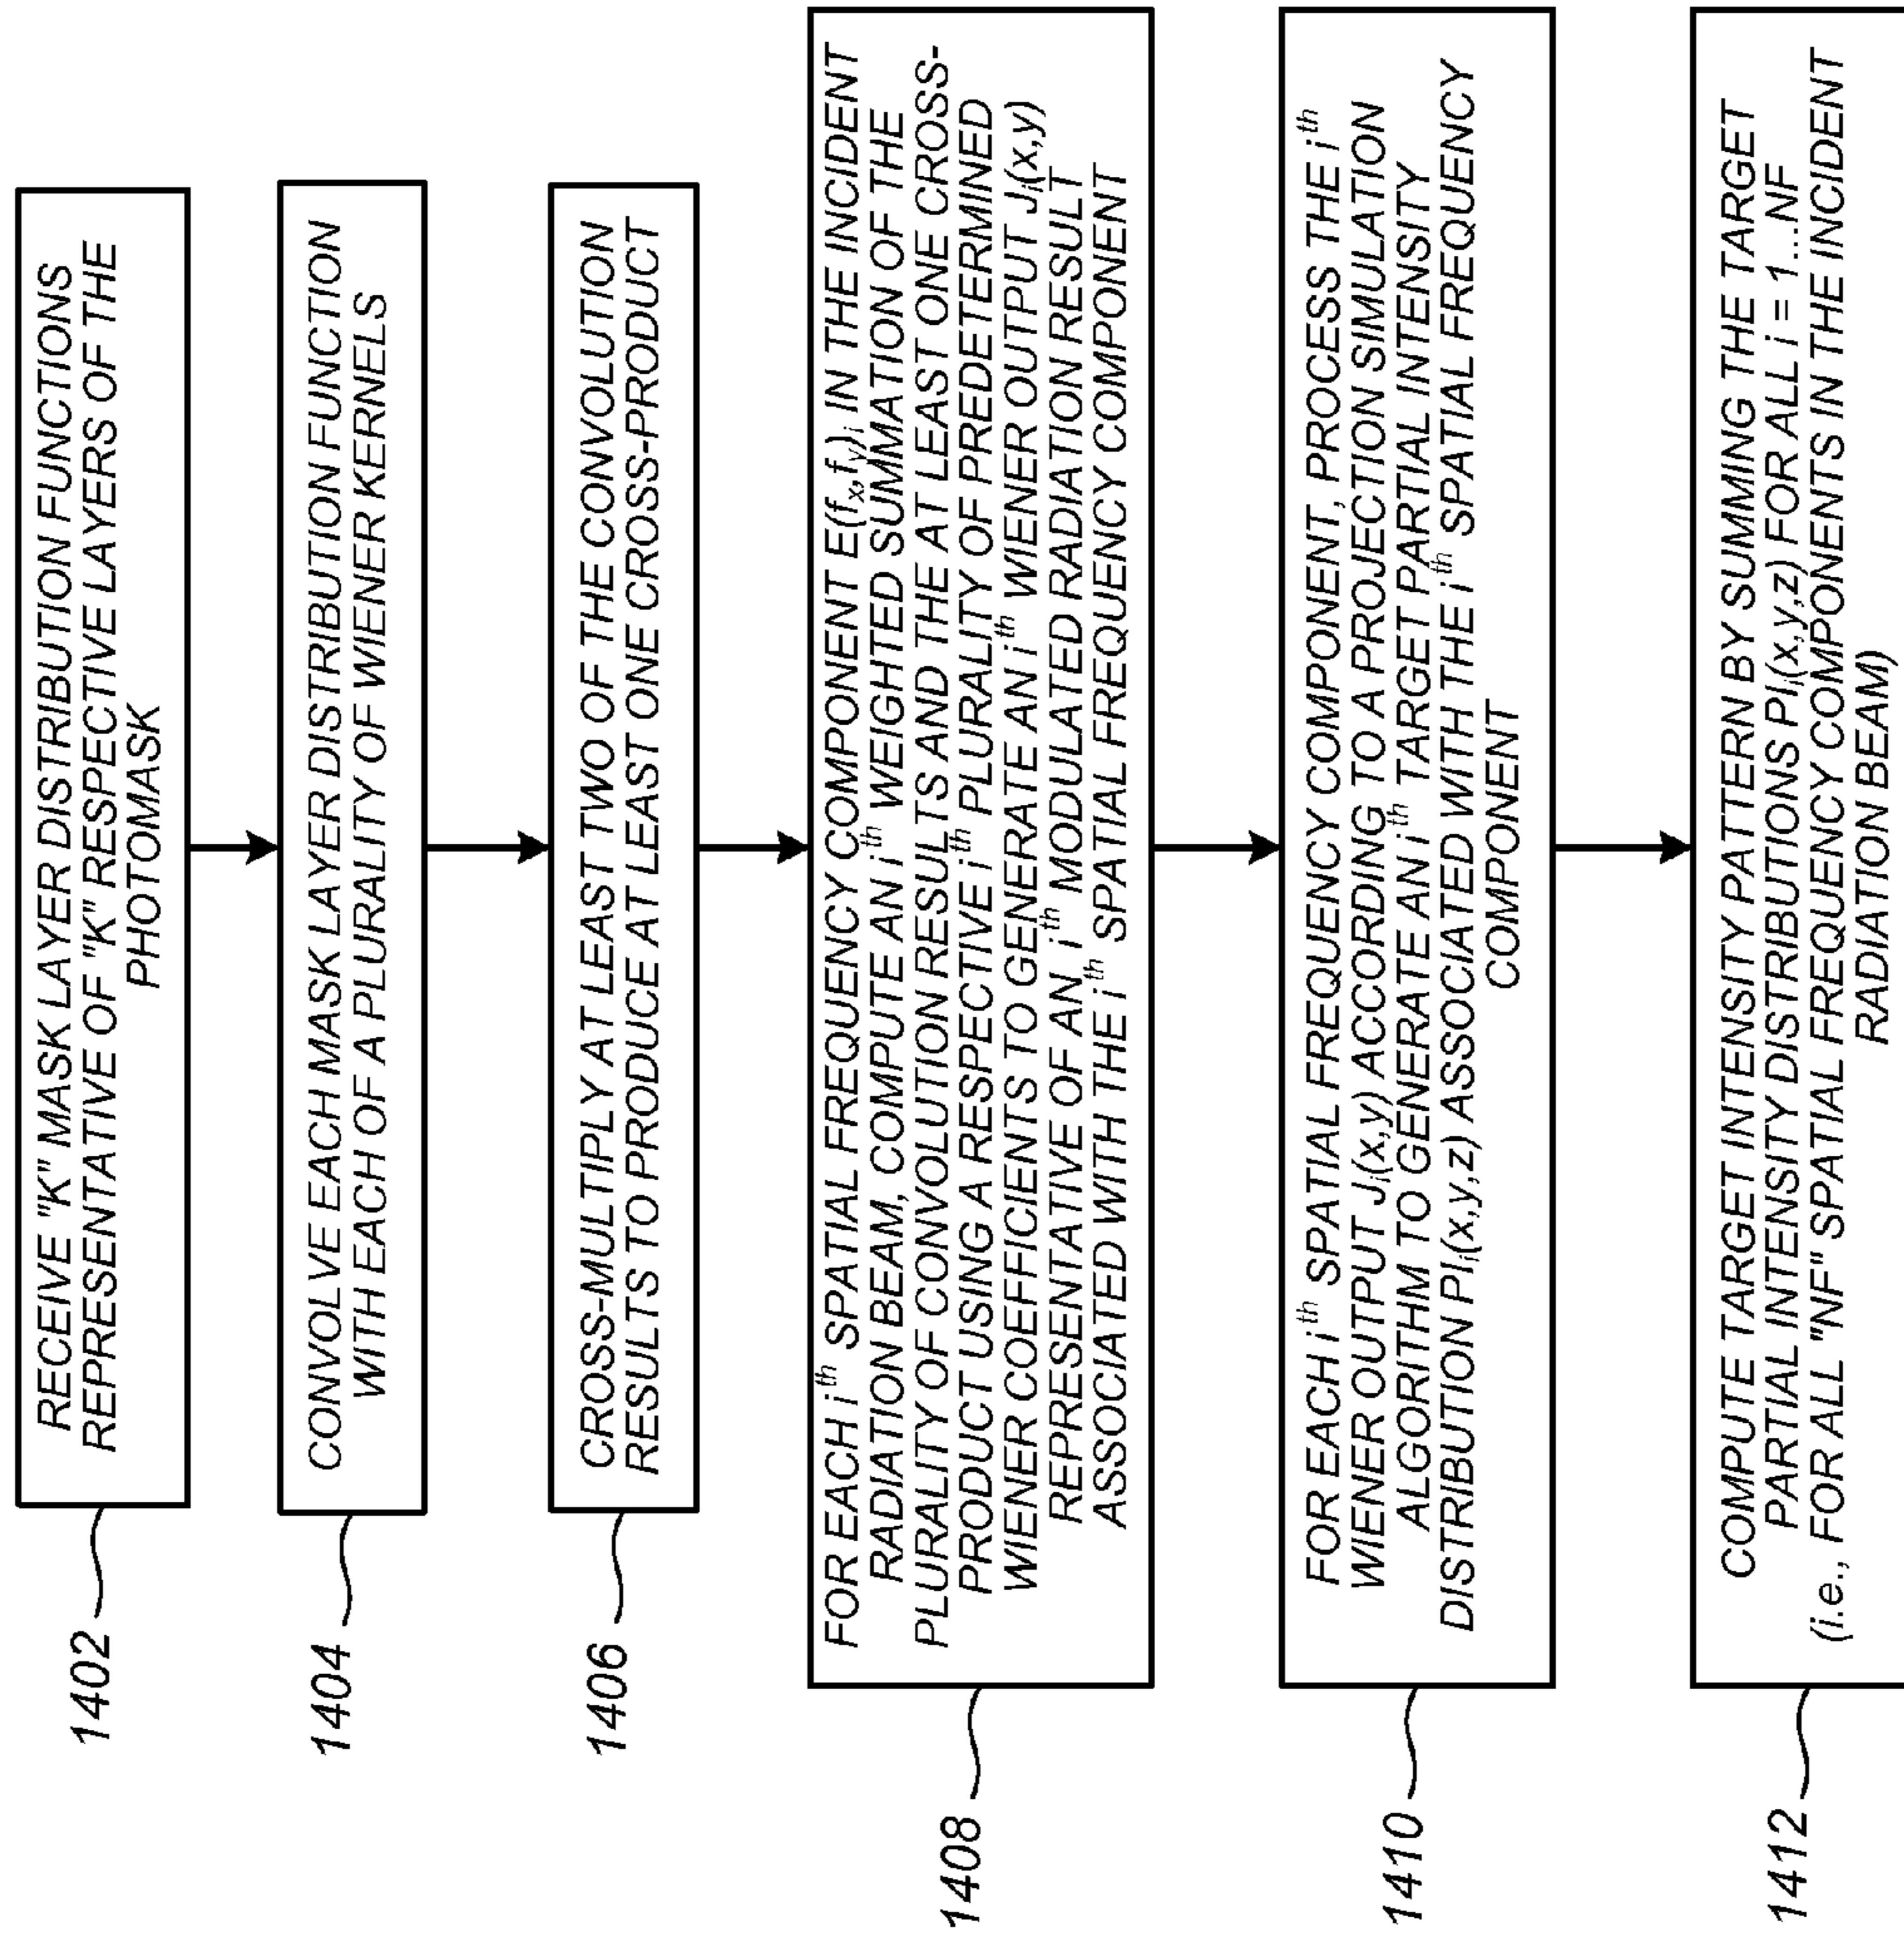 1402
RECEIVE "K" MASK LAYER DISTRIBUTION FUNCTIONS
REPRESENTATIVE OF "K" RESPECTIVE LAYERS OF THE
PHOTOMASK
1404
CONVOLVE EACH MASK LAYER DISTRIBUTION FUNCTION
WITH EACH OF A PLURALITY OF WIENER KERNELS
1406
CROSS-MULTIPLY AT LEAST TWO OF THE CONVOLUTION
RESULTS TO PRODUCE AT LEAST ONE CROSS-PRODUCT
1408
FOR EACH i^th SPATIAL FREQUENCY COMPONENT E(f_x,f_y)_i IN THE INCIDENT
RADIATION BEAM, COMPUTE AN i^th WEIGHTED SUMMATION OF THE
PLURALITY OF CONVOLUTION RESULTS AND THE AT LEAST ONE CROSS-
PRODUCT USING A RESPECTIVE i^th PLURALITY OF PREDETERMINED
WIENER COEFFICIENTS TO GENERATE AN i^th WIENER OUTPUT J_i(x,y)
REPRESENTATIVE OF AN i^th MODULATED RADIATION RESULT
ASSOCIATED WITH THE i^th SPATIAL FREQUENCY COMPONENT
1410
FOR EACH i^th SPATIAL FREQUENCY COMPONENT, PROCESS THE i^th
WIENER OUTPUT J_i(x,y) ACCORDING TO A PROJECTION SIMULATION
ALGORITHM TO GENERATE AN i^th TARGET PARTIAL INTENSITY
DISTRIBUTION PI_i(x,y,z) ASSOCIATED WITH THE i^th SPATIAL FREQUENCY
COMPONENT
1412
COMPUTE TARGET INTENSITY PATTERN BY SUMMING THE TARGET
PARTIAL INTENSITY DISTRIBUTIONS PI_i(x,y,z) FOR ALL i = 1...NF
(i.e., FOR ALL "NF" SPATIAL FREQUENCY COMPONENTS IN THE INCIDENT
RADIATION BEAM)